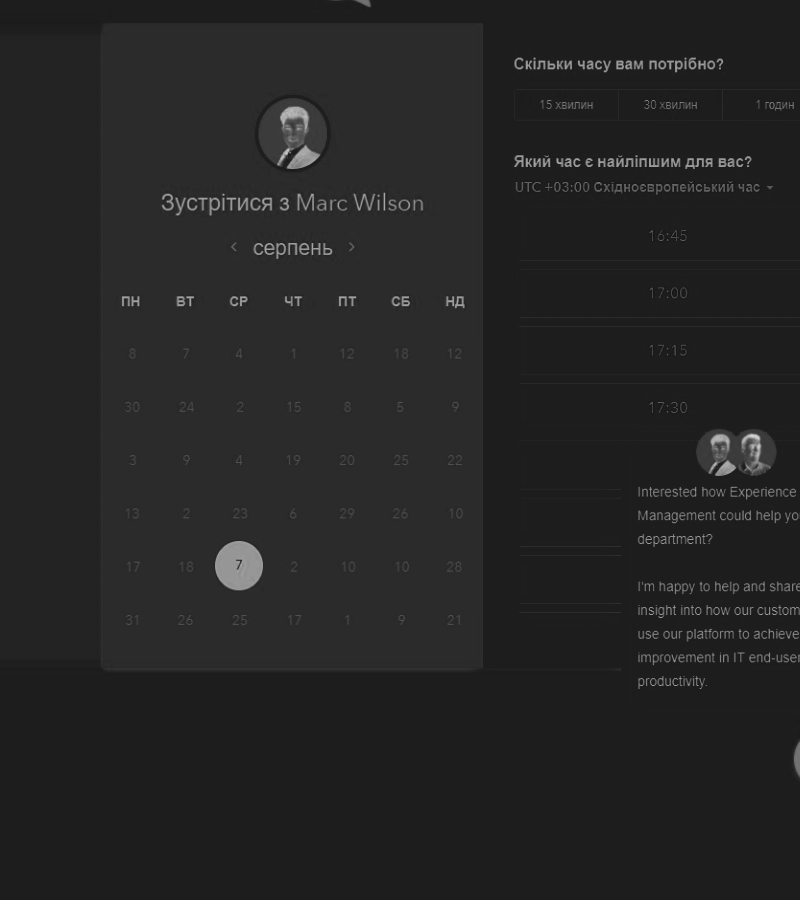 Зустрітися з Marc Wilson
серпень
ПН ВТ СР ЧТ ПТ СБ НД
8 7 4 1 12 18 12
30 24 2 15 8 5 9
3 9 4 19 20 25 22
13 2 23 6 29 26 10
17 18 7 2 10 10 28
31 26 25 17 1 9 21
Скільки часу вам потрібно?
15 хвилин 30 хвилин 1 годин
Який час є найліпшим для вас?
UTC +03:00 Східноєвропейський час
16:45
17:00
17:15
17:30
Interested how Experience
Management could help yo
department?
I'm happy to help and share
insight into how our custom
use our platform to achieve
improvement in IT end-use
productivity.